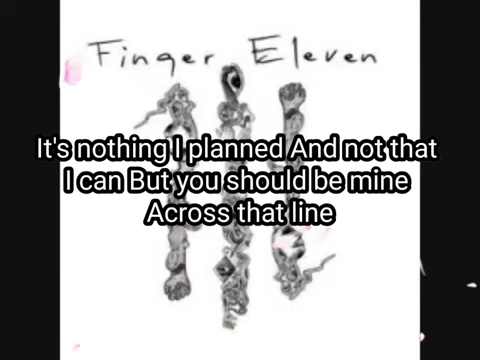 Finger Eleven
It's nothing I planned And not that
I can But you should be mine
Across that line